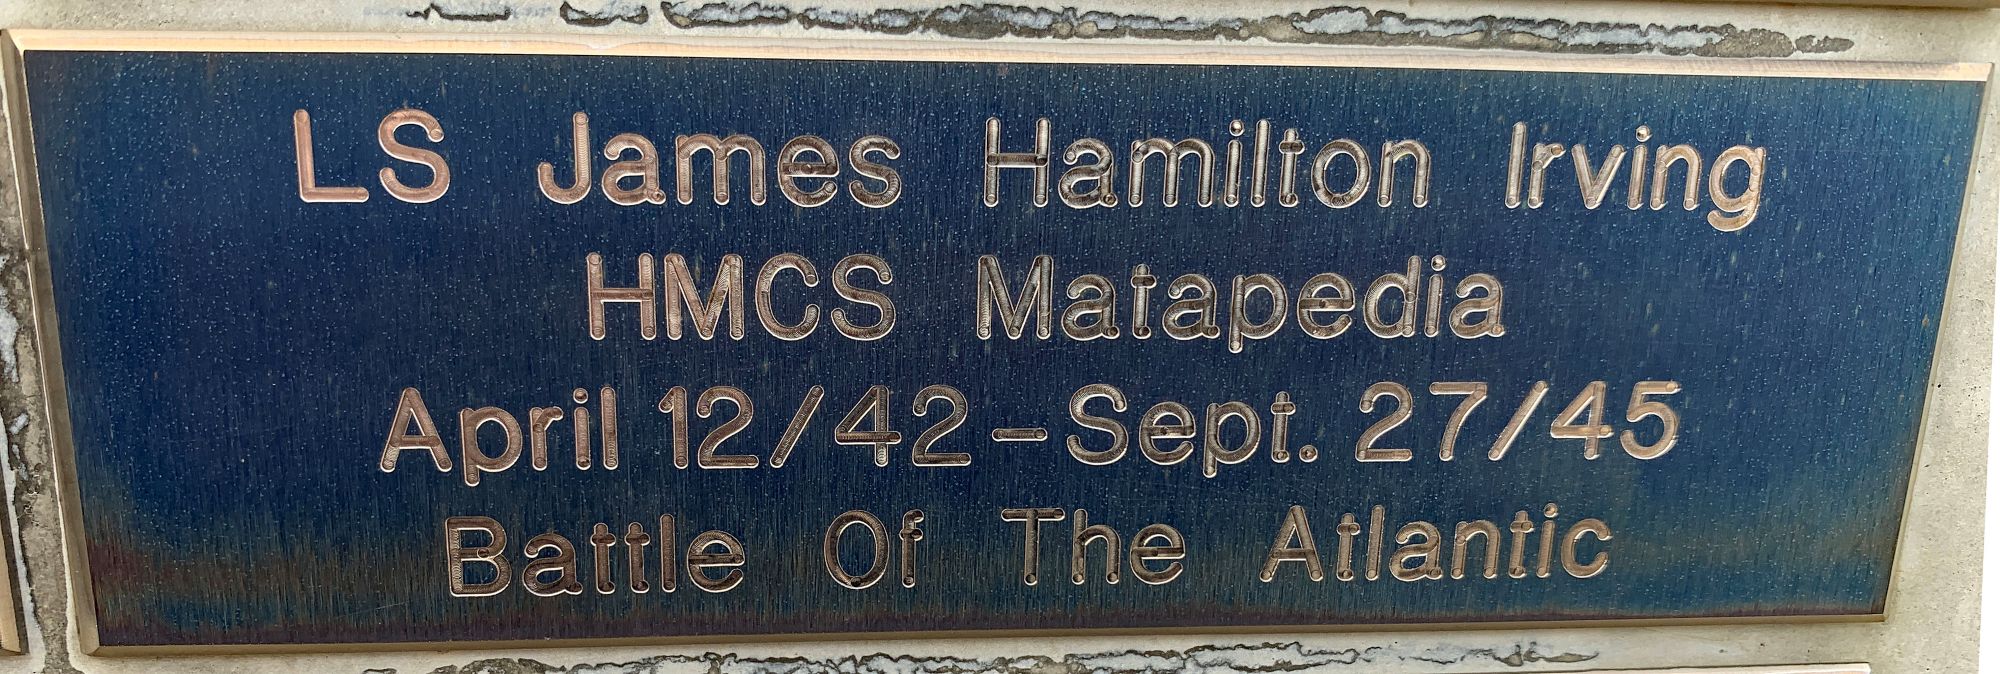 LS James Hamilton Irving
HMCS Matapedia
April 12/42-Sept. 27/45
Battle Of The Atlantic